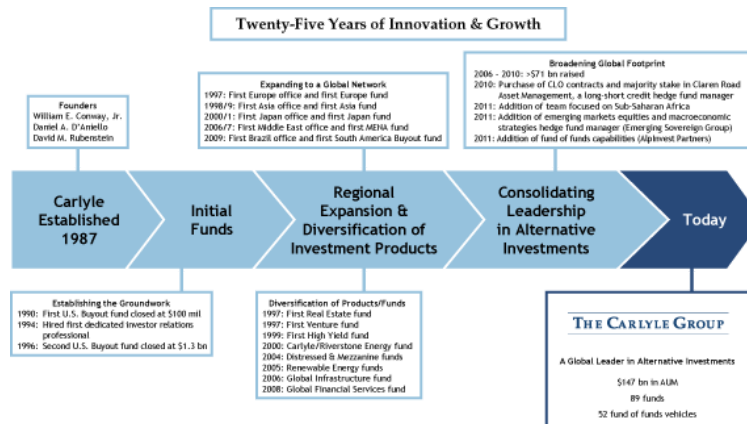 Twenty-Five Years of Innovation & Growth
Founders
William E. Conway, Jr.
Daniel A. D'Aniello
David M. Rubenstein
Expanding to a Global Network
1997: First Europe office and first Europe fund
1998/9: First Asia office and first Asia fund
2000/1: First Japan office and first Japan fund
2006/7: First Middle East office and first MENA fund
2009: First Brazil office and first South America Buyout fund
Broadening Global Footprint
2006 - 2010: >$71 bn raised
2010: Purchase of CLO contracts and majority stake in Claren Road
Asset Management, a long-short credit hedge fund manager
2011: Addition of team focused on Sub-Saharan Africa
2011: Addition of emerging markets equities and macroeconomic
strategies hedge fund manager (Emerging Sovereign Group)
2011: Addition of fund of funds capabilities (AlpInvest Partners)
Carlyle
Established
1987
Initial
Funds
Regional
Expansion &
Diversification of
Investment Products
Consolidating
Leadership
in Alternative
Investments
Today
Establishing the Groundwork
1990: First U.S. Buyout fund closed at $100 mil
1994: Hired first dedicated investor relations
professional
1996: Second U.S. Buyout fund closed at $1.3 bn
Diversification of Products/Funds
1997: First Real Estate fund
1997: First Venture fund
1999: First High Yield fund
2000: Carlyle/Riverstone Energy fund
2004: Distressed & Mezzanine funds
2005: Renewable Energy funds
2006: Global Infrastructure fund
2008: Global Financial Services fund
THE CARLYLE GROUP
A Global Leader in Alternative Investments
$147 bn in AUM
89 funds
52 fund of funds vehicles